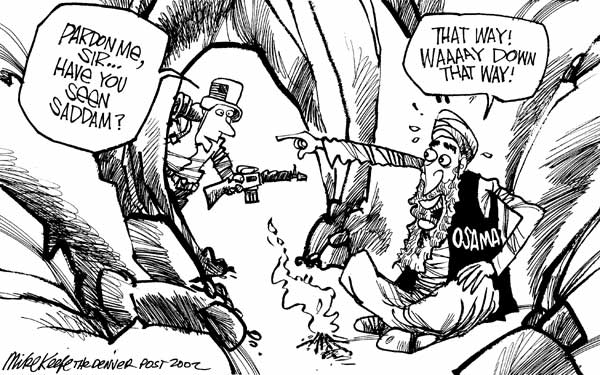 PARDON ME,
SIR...
HAVE YOU
SEEN
SADDAM?
THAT WAY!
WAAAAY DOWN
THAT WAY!
OSAMA
MIKE KEEFE THE DENVER POST 2002